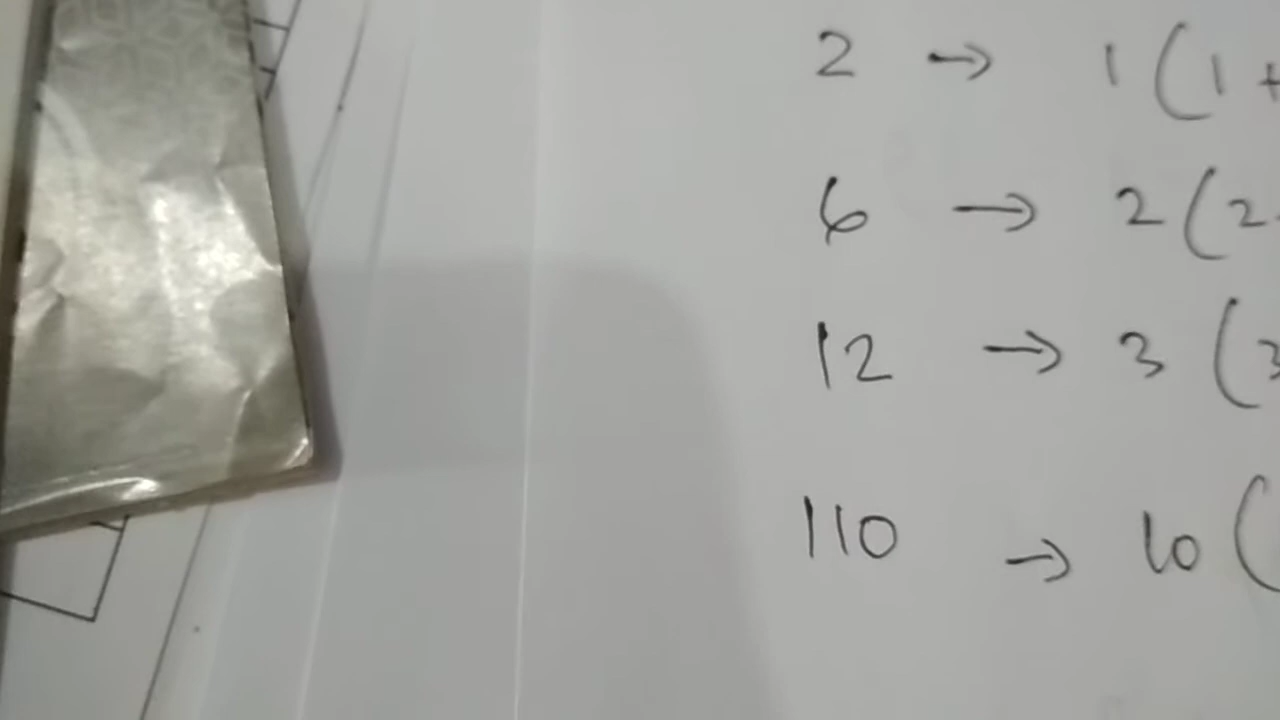 2 → 1 (1 +
6 → 2 (2
12 → 3 (3
110 → 10 (